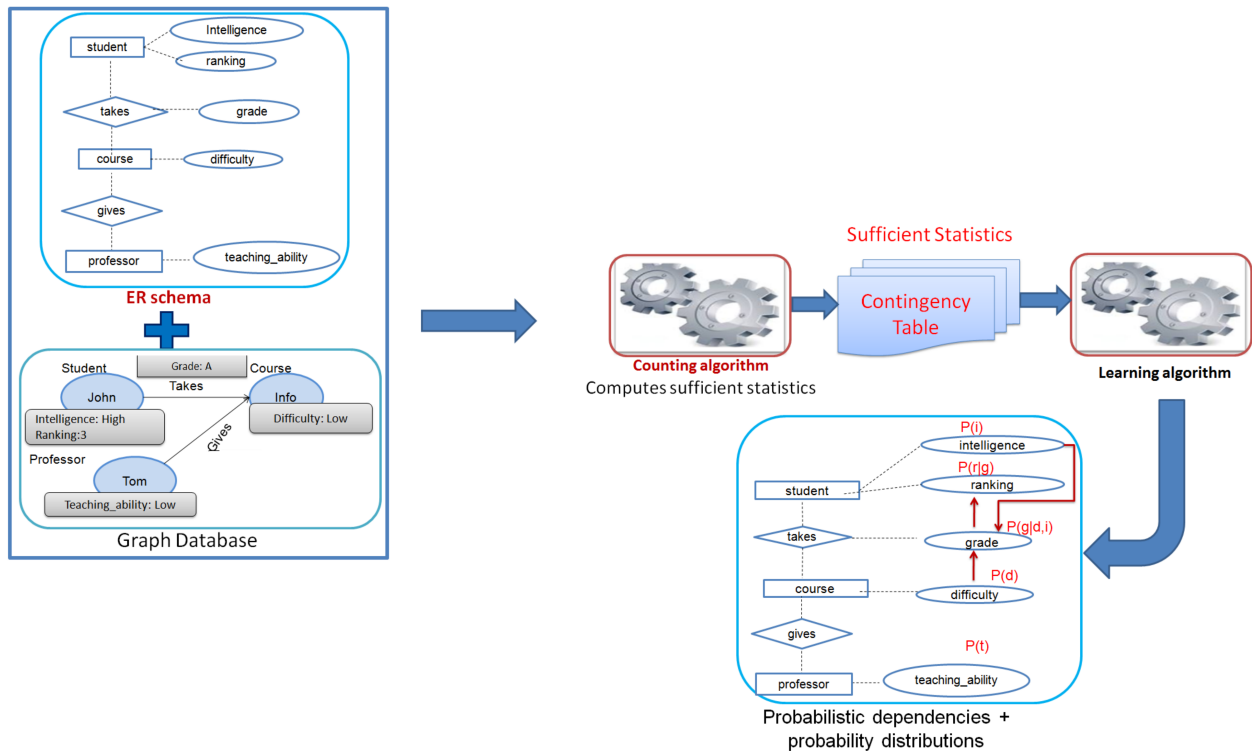 Intelligence
student
ranking
takes
grade
course
difficulty
gives
professor
teaching_ability
ER schema
Student
Grade: A
Course
Takes
John
Info
Intelligence: High
Ranking:3
Difficulty: Low
Gives
Professor
Tom
Teaching_ability: Low
Graph Database
Sufficient Statistics
Contingency
Table
Counting algorithm
Computes sufficient statistics
Learning algorithm
P(i)
intelligence
P(r|g)
ranking
student
P(g|d,i)
takes
grade
P(d)
course
difficulty
gives
P(t)
professor
teaching_ability
Probabilistic dependencies +
probability distributions